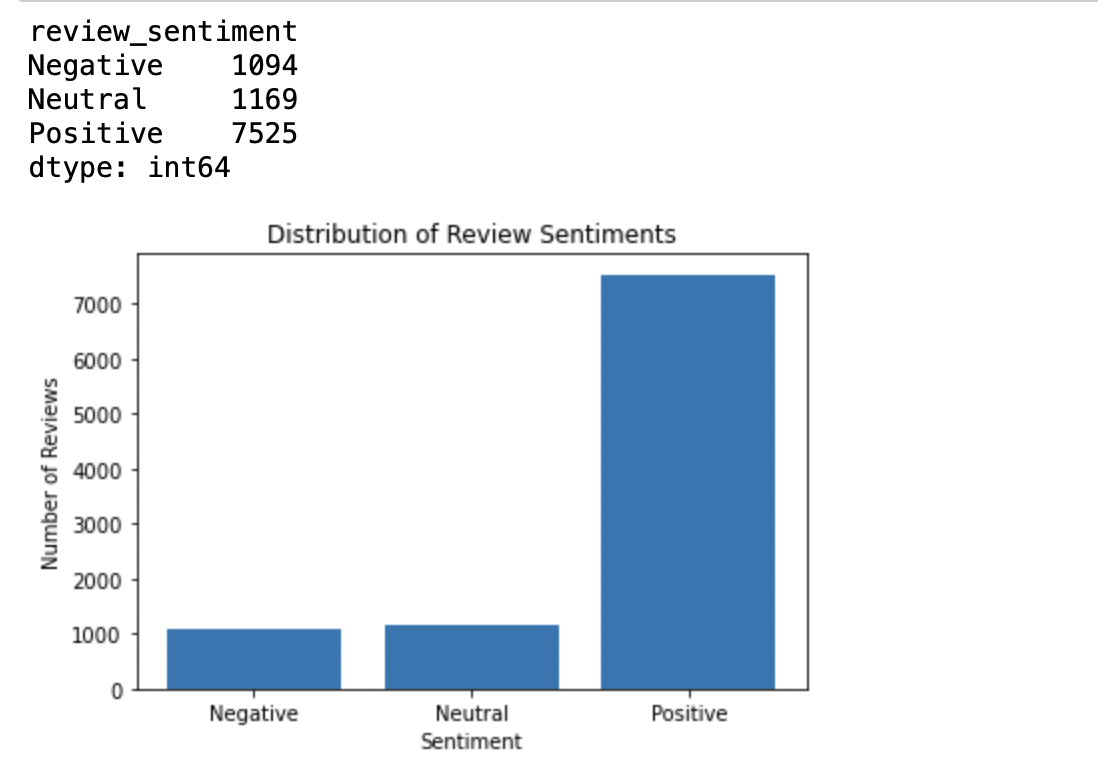 review_sentiment
Negative    1094
Neutral     1169
Positive    7525
dtype: int64
Distribution of Review Sentiments
Number of Reviews
7000
6000
5000
4000
3000
2000
1000
0
Negative Neutral Positive
Sentiment